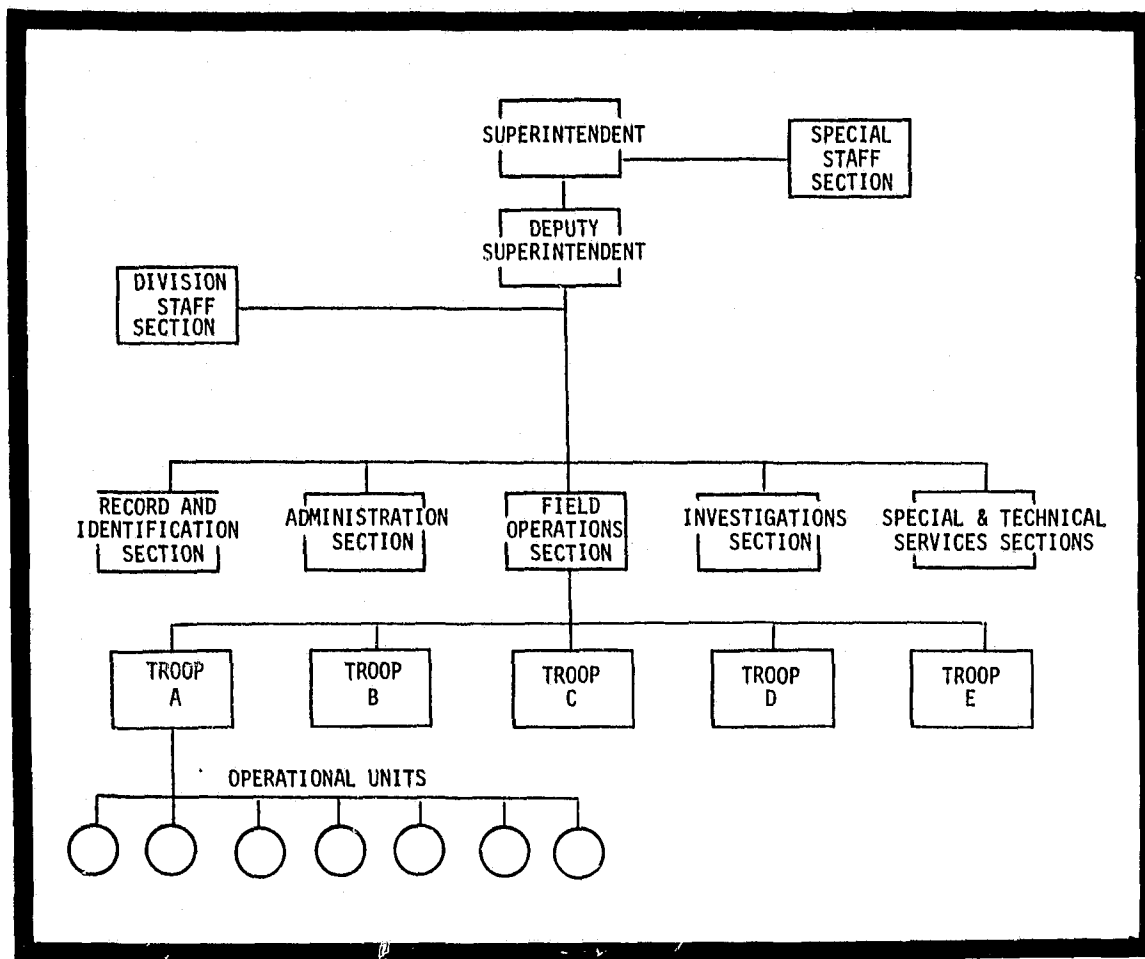 SUPERINTENDENT
SPECIAL
STAFF
SECTION
DEPUTY
SUPERINTENDENT
DIVISION
STAFF
SECTION
RECORD AND
IDENTIFICATION
SECTION
ADMINISTRATION
SECTION
FIELD
OPERATIONS
SECTION
INVESTIGATIONS
SECTION
SPECIAL & TECHNICAL
SERVICES SECTIONS
TROOP
A
TROOP
B
TROOP
C
TROOP
D
TROOP
E
OPERATIONAL UNITS